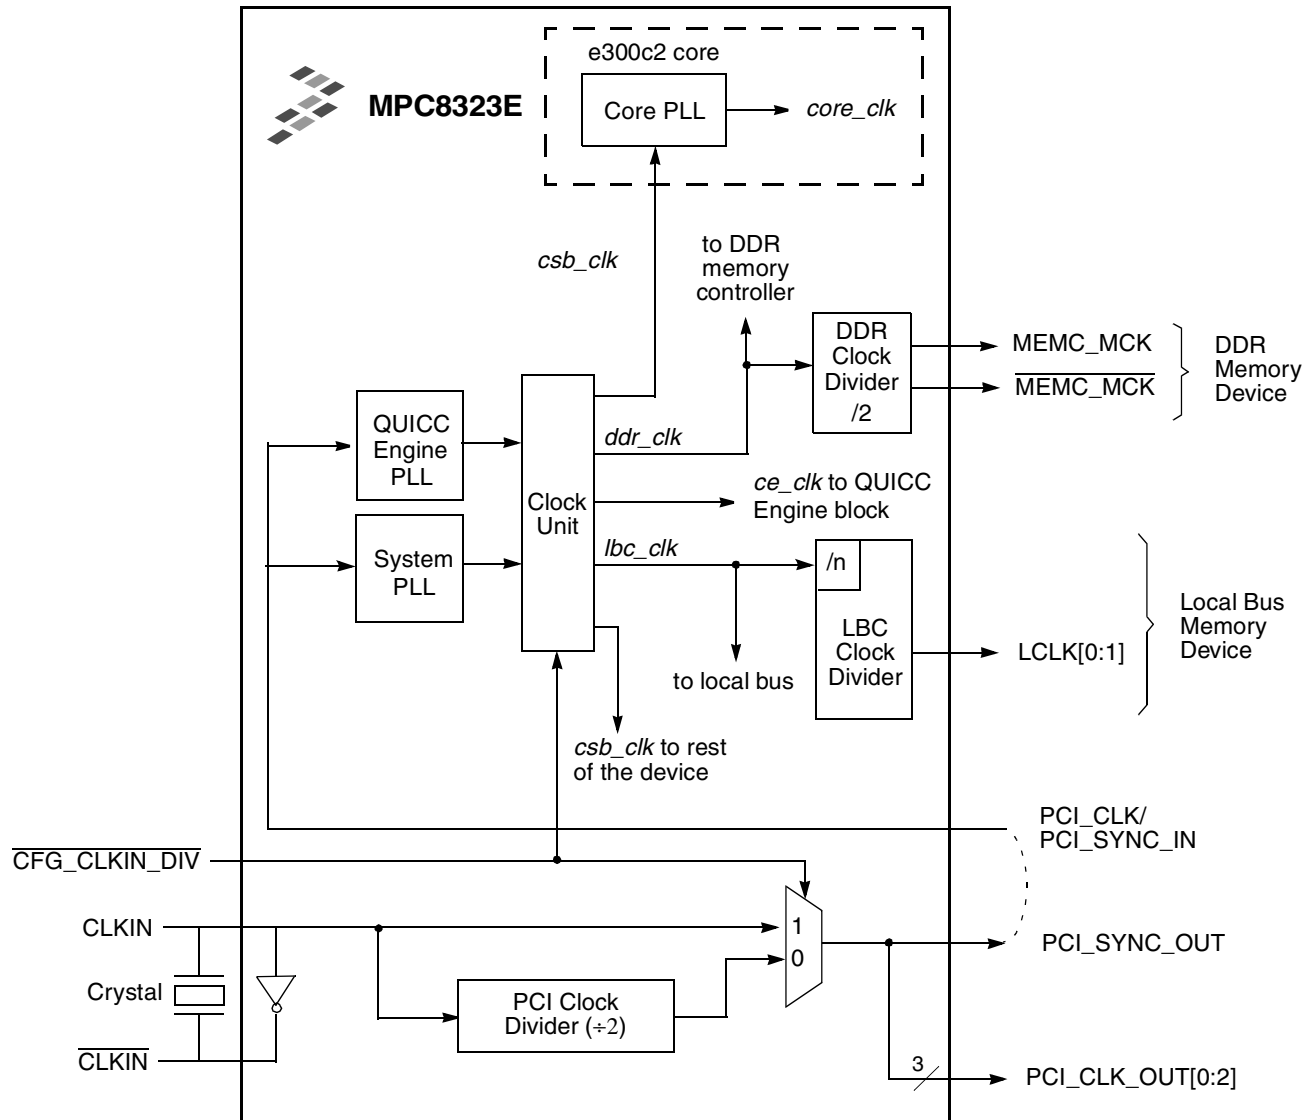 e300c2 core
MPC8323E
Core PLL
core_clk
csb_clk
to DDR
memory
controller
DDR
Clock
Divider
/2
MEMC_MCK
MEMC_MCK
DDR
Memory
Device
QUICC
Engine
PLL
ddr_clk
Clock
Unit
ce_clk to QUICC
Engine block
System
PLL
lbc_clk
/n
LBC
Clock
Divider
LCLK[0:1]
Local Bus
Memory
Device
to local bus
csb_clk to rest
of the device
PCI_CLK/
PCI_SYNC_IN
CFG_CLKIN_DIV
CLKIN
1
0
PCI_SYNC_OUT
Crystal
PCI Clock
Divider (÷2)
CLKIN
3
PCI_CLK_OUT[0:2]